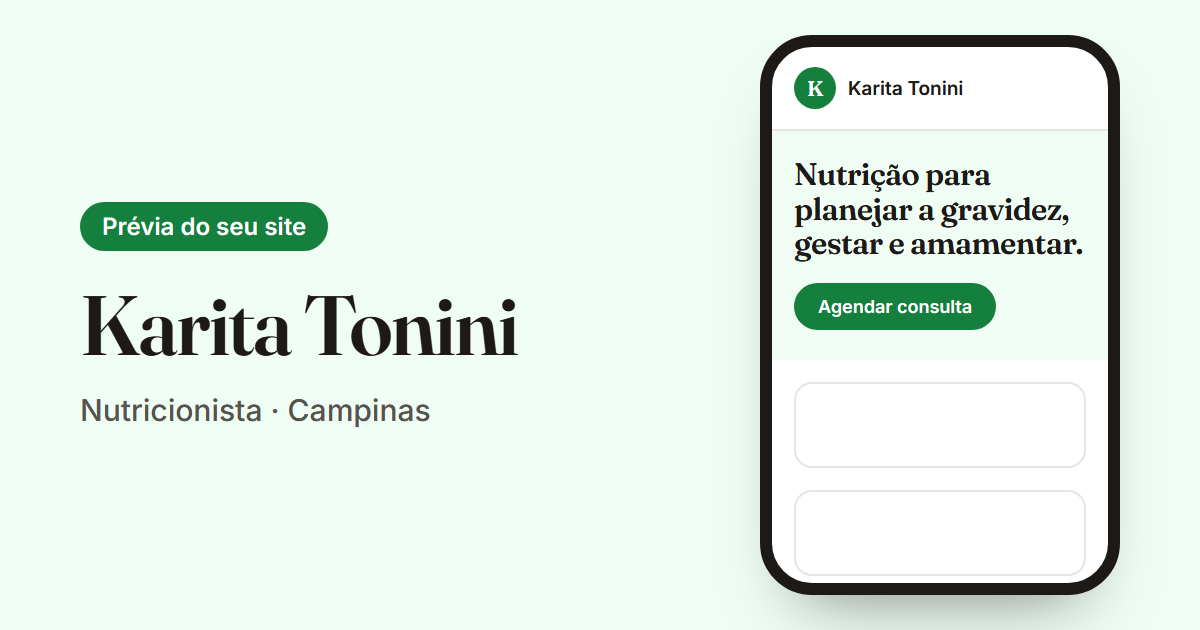 Prévia do seu site
Karita Tonini
Nutricionista · Campinas
K
Karita Tonini
Nutrição para
planejar a gravidez,
gestar e amamentar.
Agendar consulta